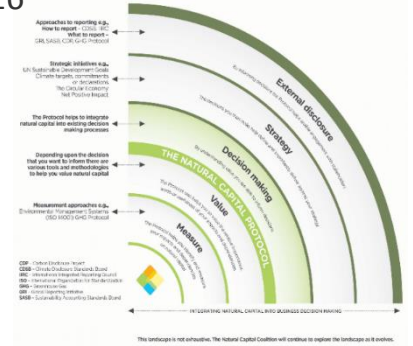 Approaches to reporting e.g.,
How to report - CDSB, IIRC
What to report -
GRI, SASB, CDP, GHG Protocol
Strategic initiatives e.g.,
UN Sustainable Development Goals
Climate targets, commitments
or declarations
The Circular Economy
Net Positive Impact
The Protocol helps to integrate
natural capital into existing decision
making processes
Depending upon the decision
that you want to inform there are
various tools and methodologies
to help you value natural capital
Measurement approaches e.g.,
Environmental Management Systems
(ISO 14001) GHG Protocol
External disclosure
Strategy
Decision making
THE NATURAL CAPITAL PROTOCOL
Value
Measure
CDP - Carbon Disclosure Project
CDSB - Climate Disclosure Standards Board
IIRC - International Integrated Reporting Council
ISO - International Organization for Standardization
GHG - Greenhouse Gas
GRI - Global Reporting Initiative
SASB - Sustainability Accounting Standards Board
INTEGRATING NATURAL CAPITAL INTO BUSINESS DECISION MAKING
This landscape is not exhaustive. The Natural Capital Coalition will continue to explore the landscape as it evolves.